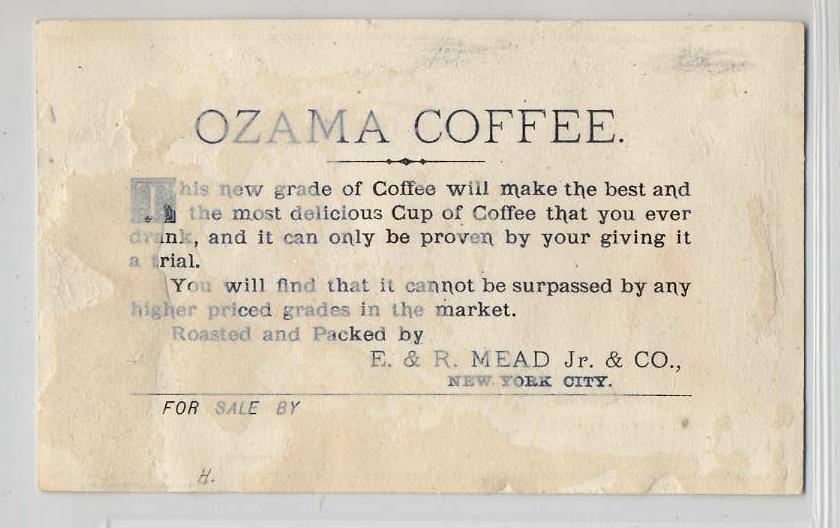 OZAMA COFFEE.
This new grade of Coffee will make the best and
the most delicious Cup of Coffee that you ever
drank, and it can only be proven by your giving it
a trial.
You will find that it cannot be surpassed by any
higher priced grades in the market.
Roasted and Packed by
E. & R. MEAD Jr. & CO.,
NEW YORK CITY.
FOR SALE BY
H.